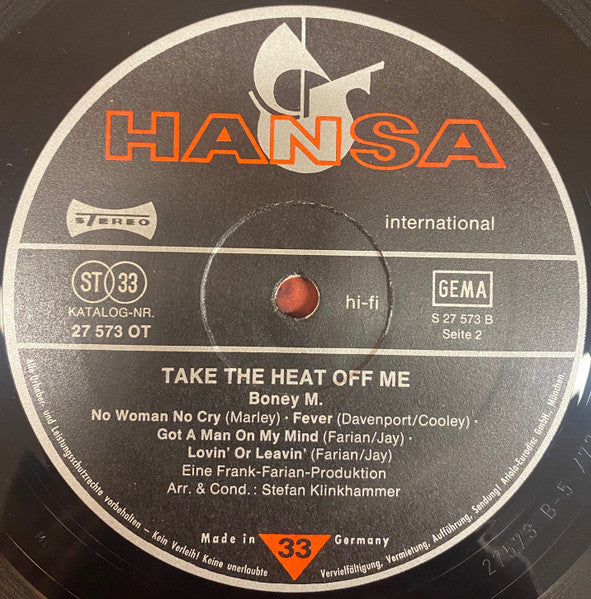 HANSA
STEREO
international
ST 33
KATALOG-NR.
27 573 OT
hi-fi
GEMA
S 27 573 B
Seite 2
TAKE THE HEAT OFF ME
Boney M.
No Woman No Cry (Marley) · Fever (Davenport/Cooley) ·
Got A Man On My Mind (Farian/Jay) ·
Lovin' Or Leavin' (Farian/Jay)
Eine Frank-Farian-Produktion
Arr. & Cond.: Stefan Klinkhammer
Made in Germany
33
Alle Urheber- und Leistungsschutzrechte vorbehalten – Kein Verleih! Keine unerlaubte Vervielfältigung, Vermietung, Aufführung, Sendung! Ariola-Eurodisc GmbH, München.
27573 B-5